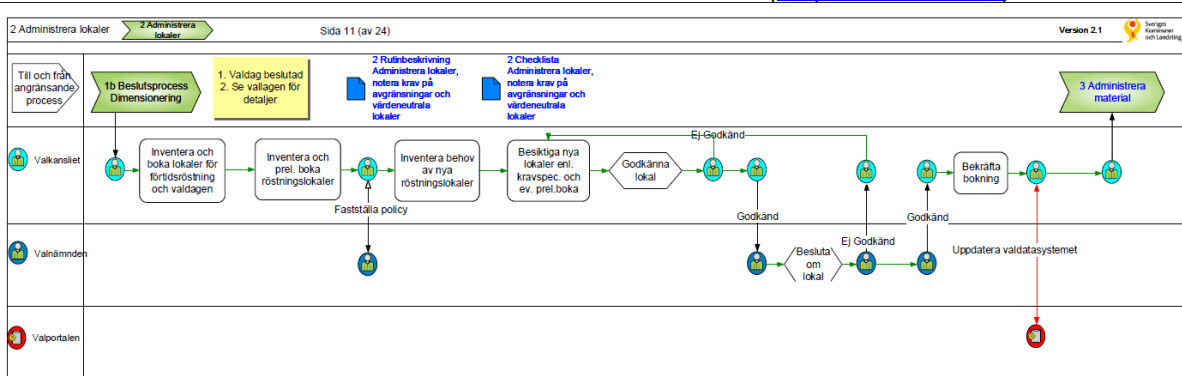 2 Administrera lokaler
2 Administrera
lokaler
Sida 11 (av 24)
Version 2.1
Sveriges
Kommuner
och Landsting
Till och från
angränsande
process
1b Beslutsprocess
Dimensionering
1. Valdag beslutad
2. Se vallagen för
detaljer
2 Rutinbeskrivning
Administrera lokaler,
notera krav på
avgränsningar och
värdeneutrala
lokaler
2 Checklista
Administrera lokaler,
notera krav på
avgränsningar och
värdeneutrala
lokaler
3 Administrera
material
Valkansliet
Inventera och
boka lokaler för
förtidsröstning
och valdagen
Inventera och
prel. boka
röstningslokaler
Inventera behov
av nya
röstningslokaler
Besiktiga nya
lokaler enl.
kravspec. och
ev. prel.boka
Godkänna
lokal
Ej Godkänd
Bekräfta
bokning
Fastställa policy
Godkänd
Ej Godkänd
Godkänd
Valnämnden
Besluta
om
lokal
Uppdatera valdatasystemet
Valportalen